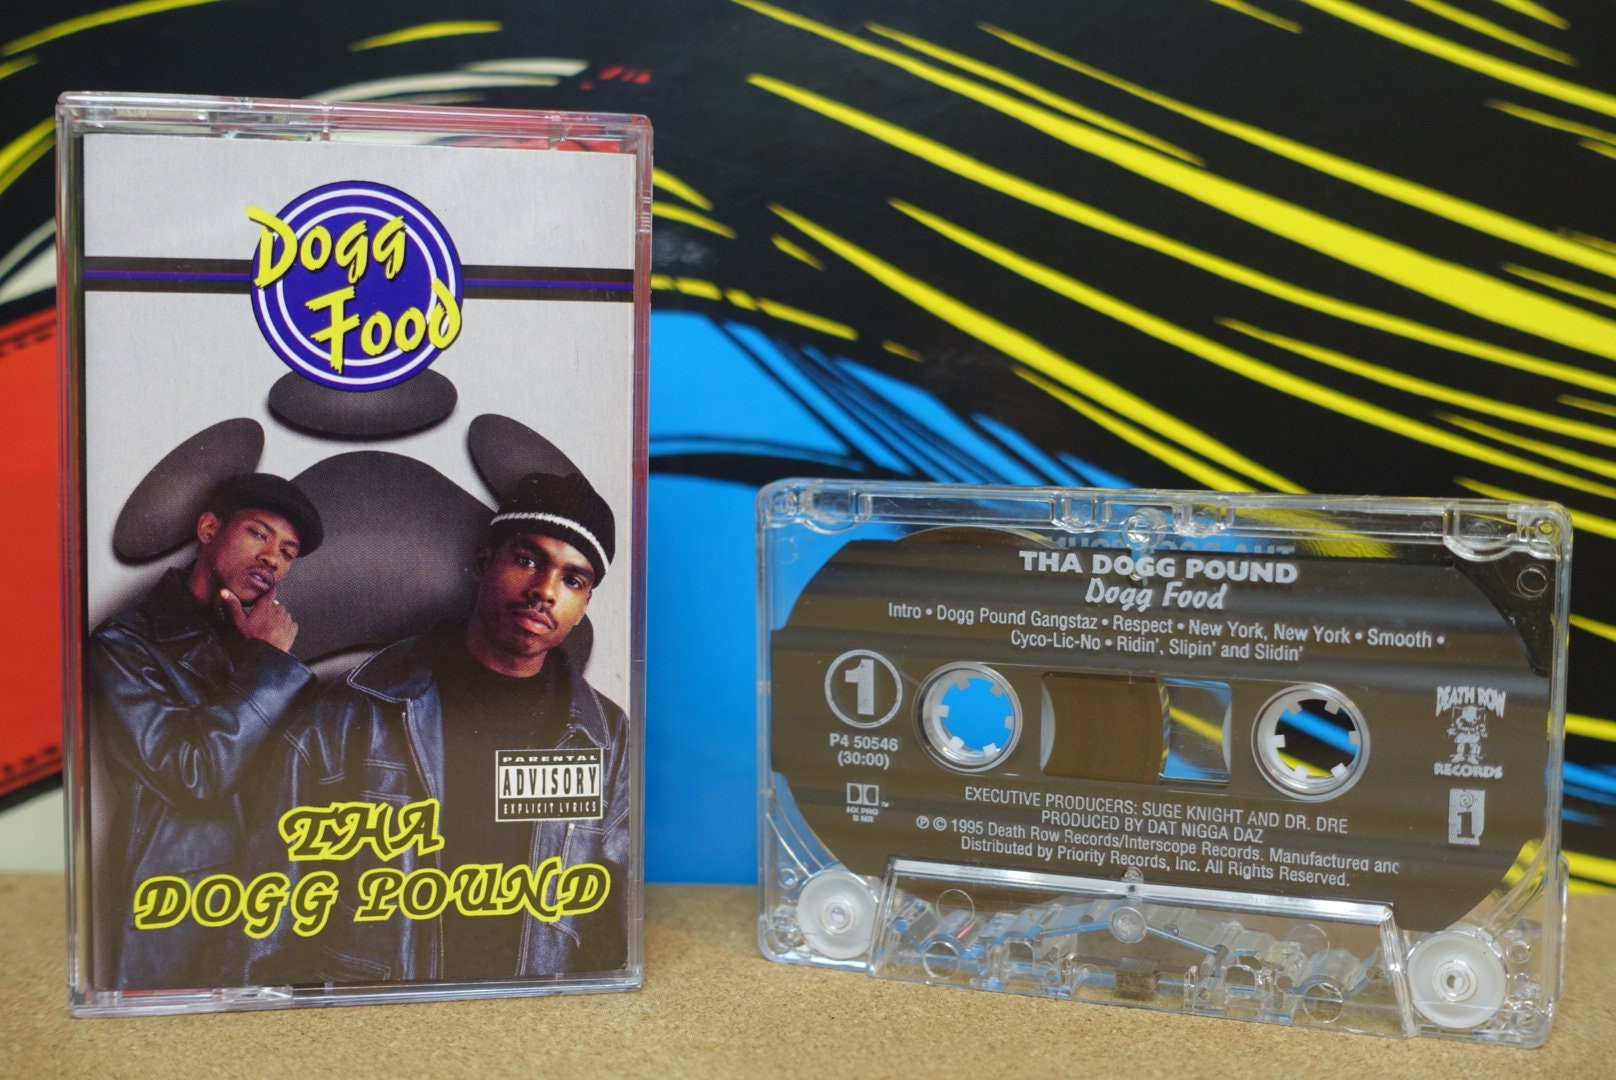 Dogg
Food
PARENTAL
ADVISORY
EXPLICIT LYRICS
THA
DOGG POUND
THA DOGG POUND
Dogg Food
Intro • Dogg Pound Gangstaz • Respect • New York, New York • Smooth •
Cyco-Lic-No • Ridin', Slipin' and Slidin'
1
P4 50546
(30:00)
HX PRO
B NR
DEATH ROW
RECORDS
i
EXECUTIVE PRODUCERS: SUGE KNIGHT AND DR. DRE
PRODUCED BY DAT NIGGA DAZ
℗ © 1995 Death Row Records/Interscope Records. Manufactured and
Distributed by Priority Records, Inc. All Rights Reserved.